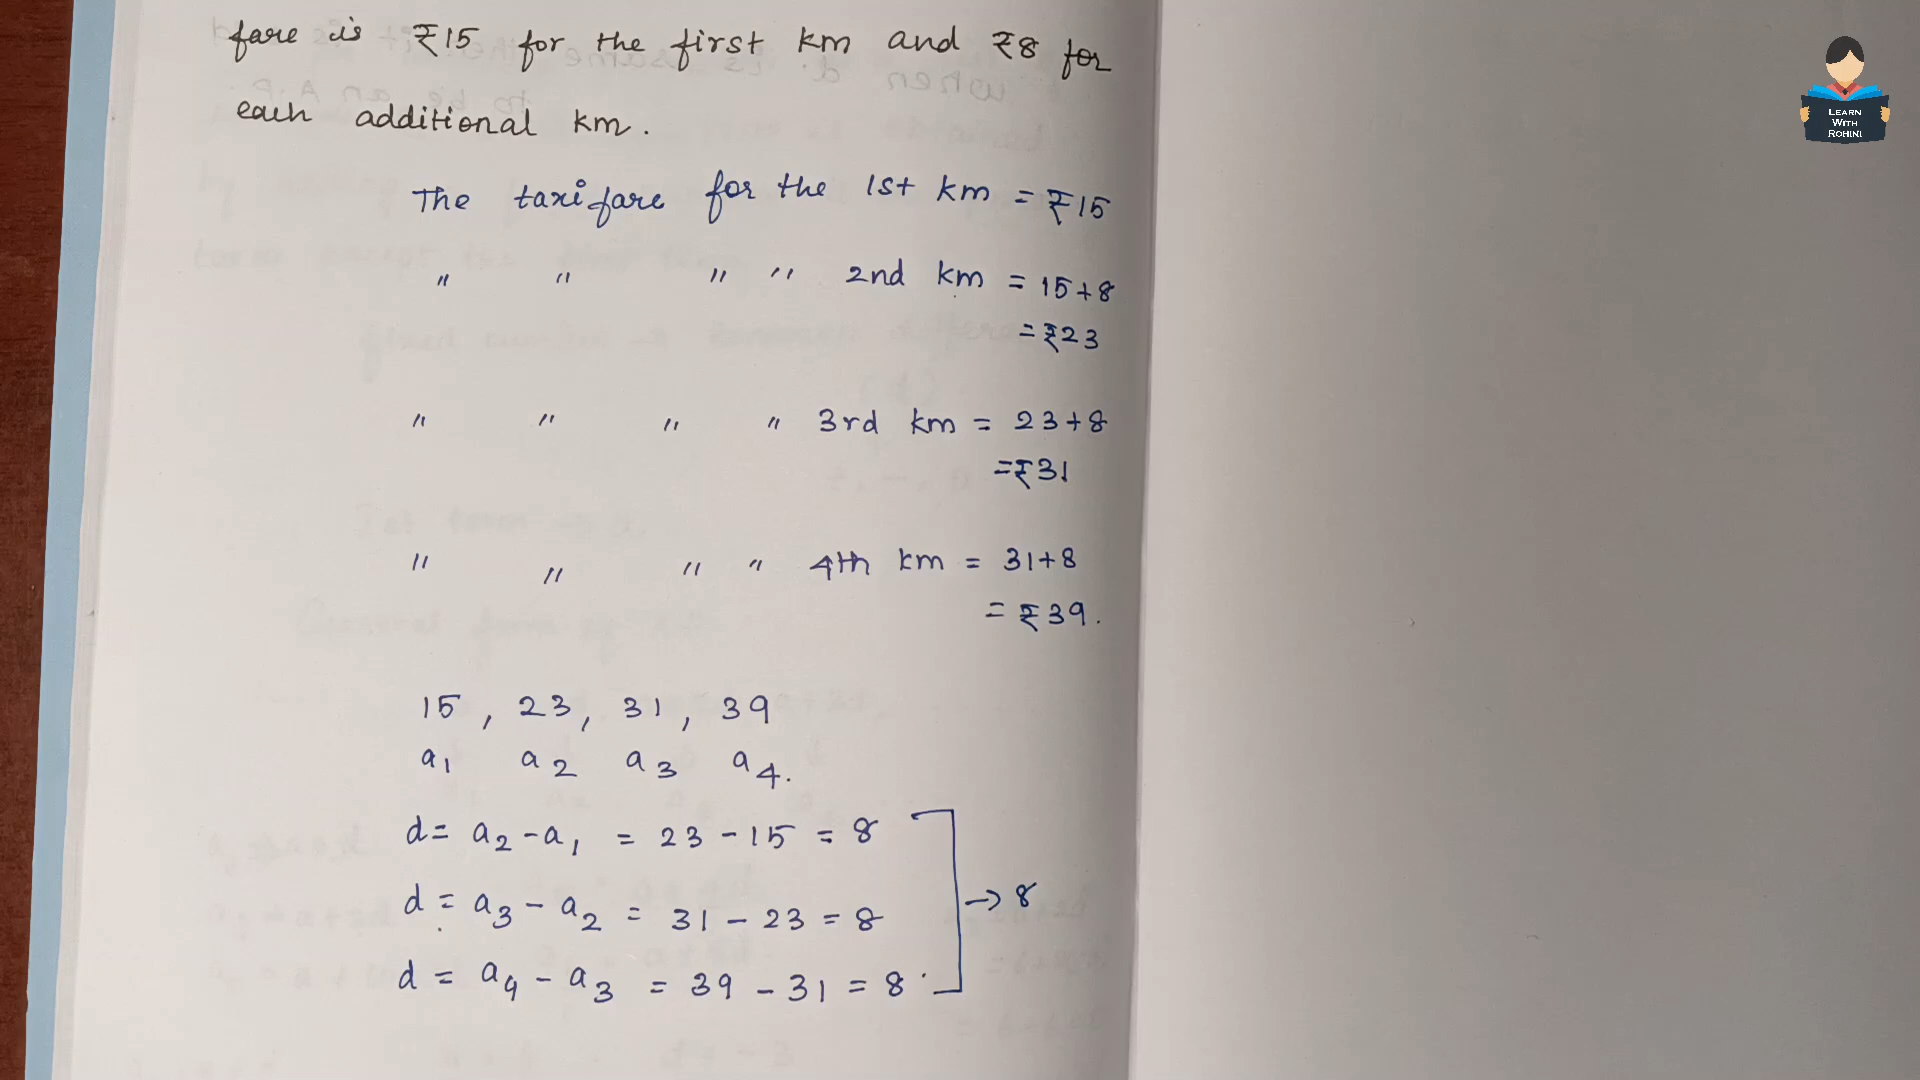 fare is ₹15 for the first km and ₹8 for
each additional km.
The taxi fare for the 1st km = ₹15
" " " " 2nd km = 15+8
= ₹23
" " " " 3rd km = 23+8
= ₹31
" " " " 4th km = 31+8
= ₹39.
15, 23, 31, 39
a1 a2 a3 a4.
d = a2 - a1 = 23 - 15 = 8
d = a3 - a2 = 31 - 23 = 8
→ 8
d = a4 - a3 = 39 - 31 = 8
LEARN
WITH
ROHINI